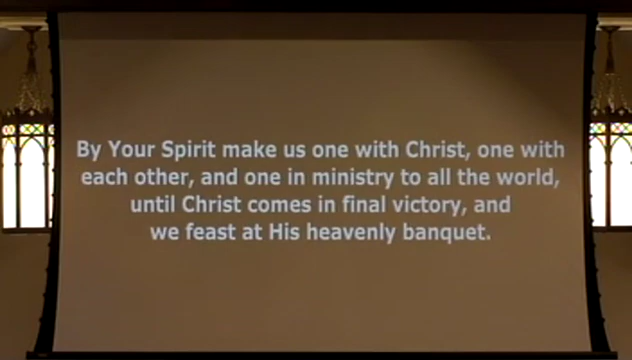 By Your Spirit make us one with Christ, one with
each other, and one in ministry to all the world,
until Christ comes in final victory, and
we feast at His heavenly banquet.